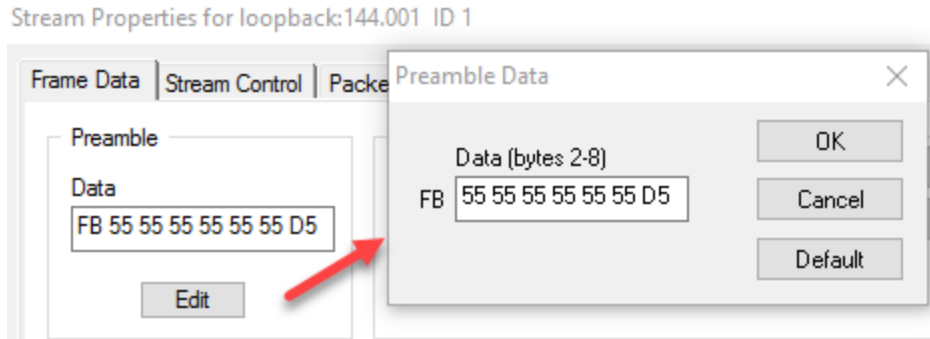 Stream Properties for loopback:144.001 ID 1
Frame Data
Stream Control
Packe
Preamble
Data
FB 55 55 55 55 55 55 D5
Edit
Preamble Data
Data (bytes 2-8)
FB
55 55 55 55 55 55 D5
OK
Cancel
Default